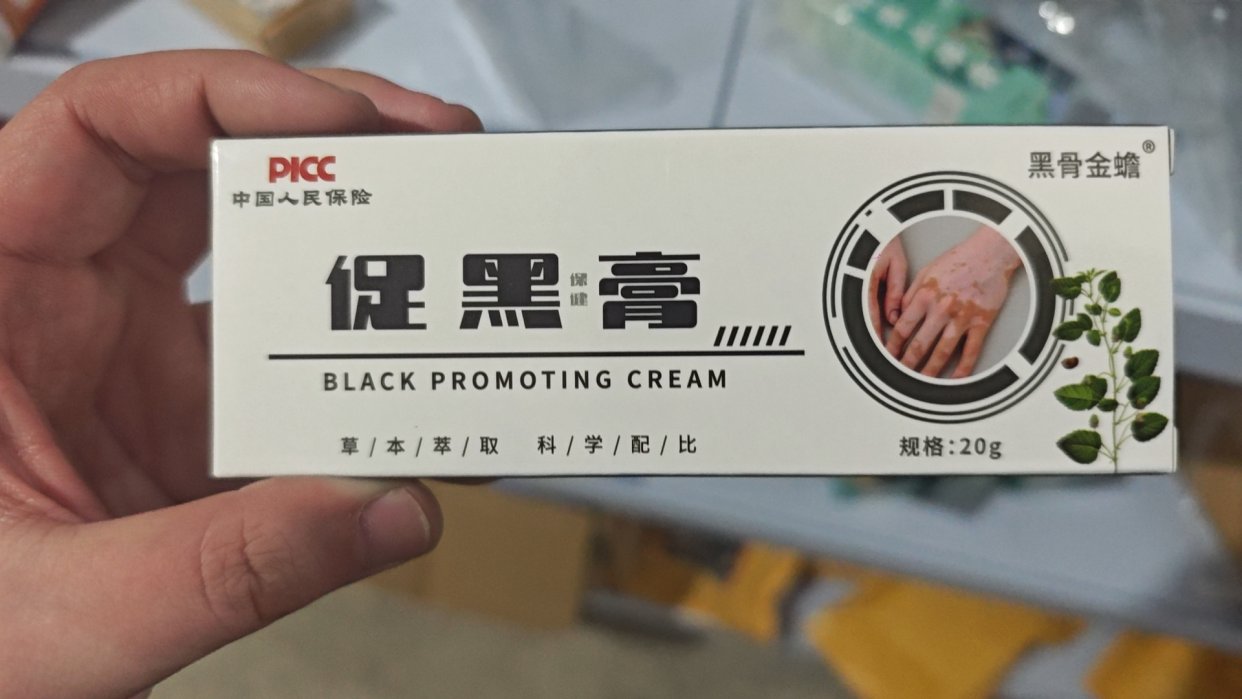 PICC
中国人民保险
黑骨金蟾®
促黑保健膏
BLACK PROMOTING CREAM
草/本/萃/取 科/学/配/比
规格:20g